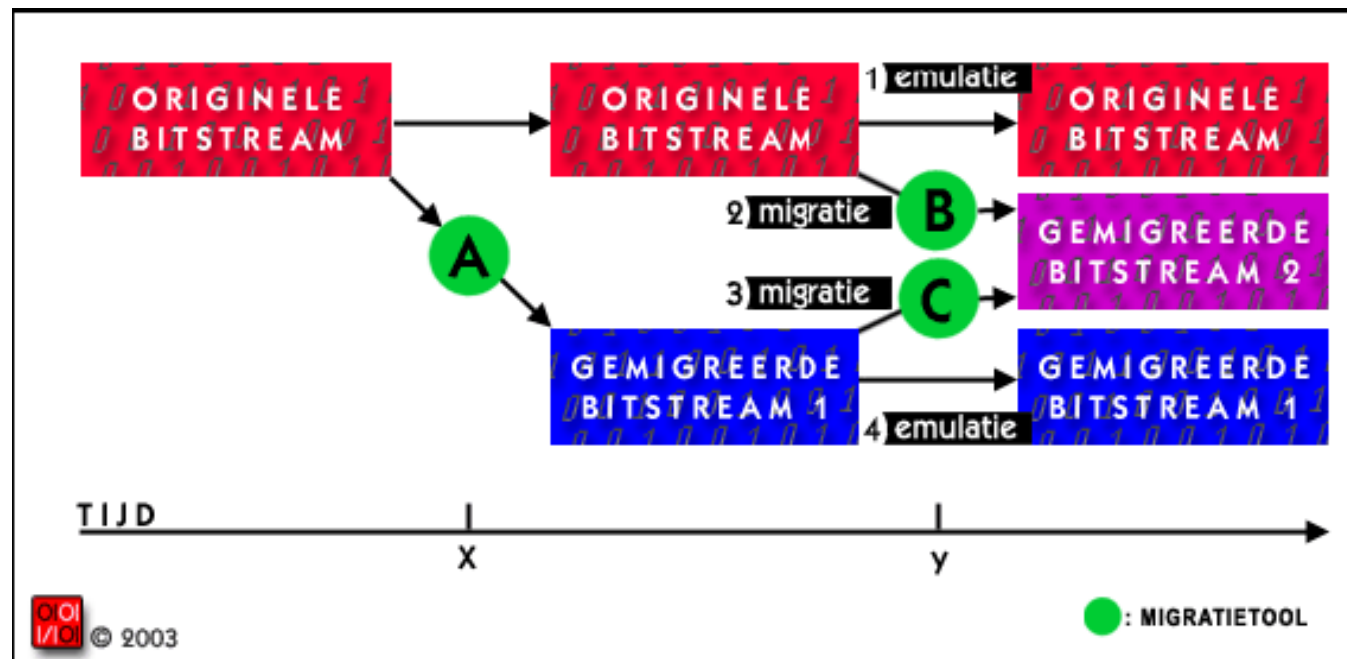 ORIGINELE
BITSTREAM
ORIGINELE
BITSTREAM
1) emulatie
ORIGINELE
BITSTREAM
2) migratie
B
GEMIGREERDE
BITSTREAM 2
A
3) migratie
C
GEMIGREERDE
BITSTREAM 1
4) emulatie
GEMIGREERDE
BITSTREAM 1
TIJD
X
y
© 2003
: MIGRATIETOOL